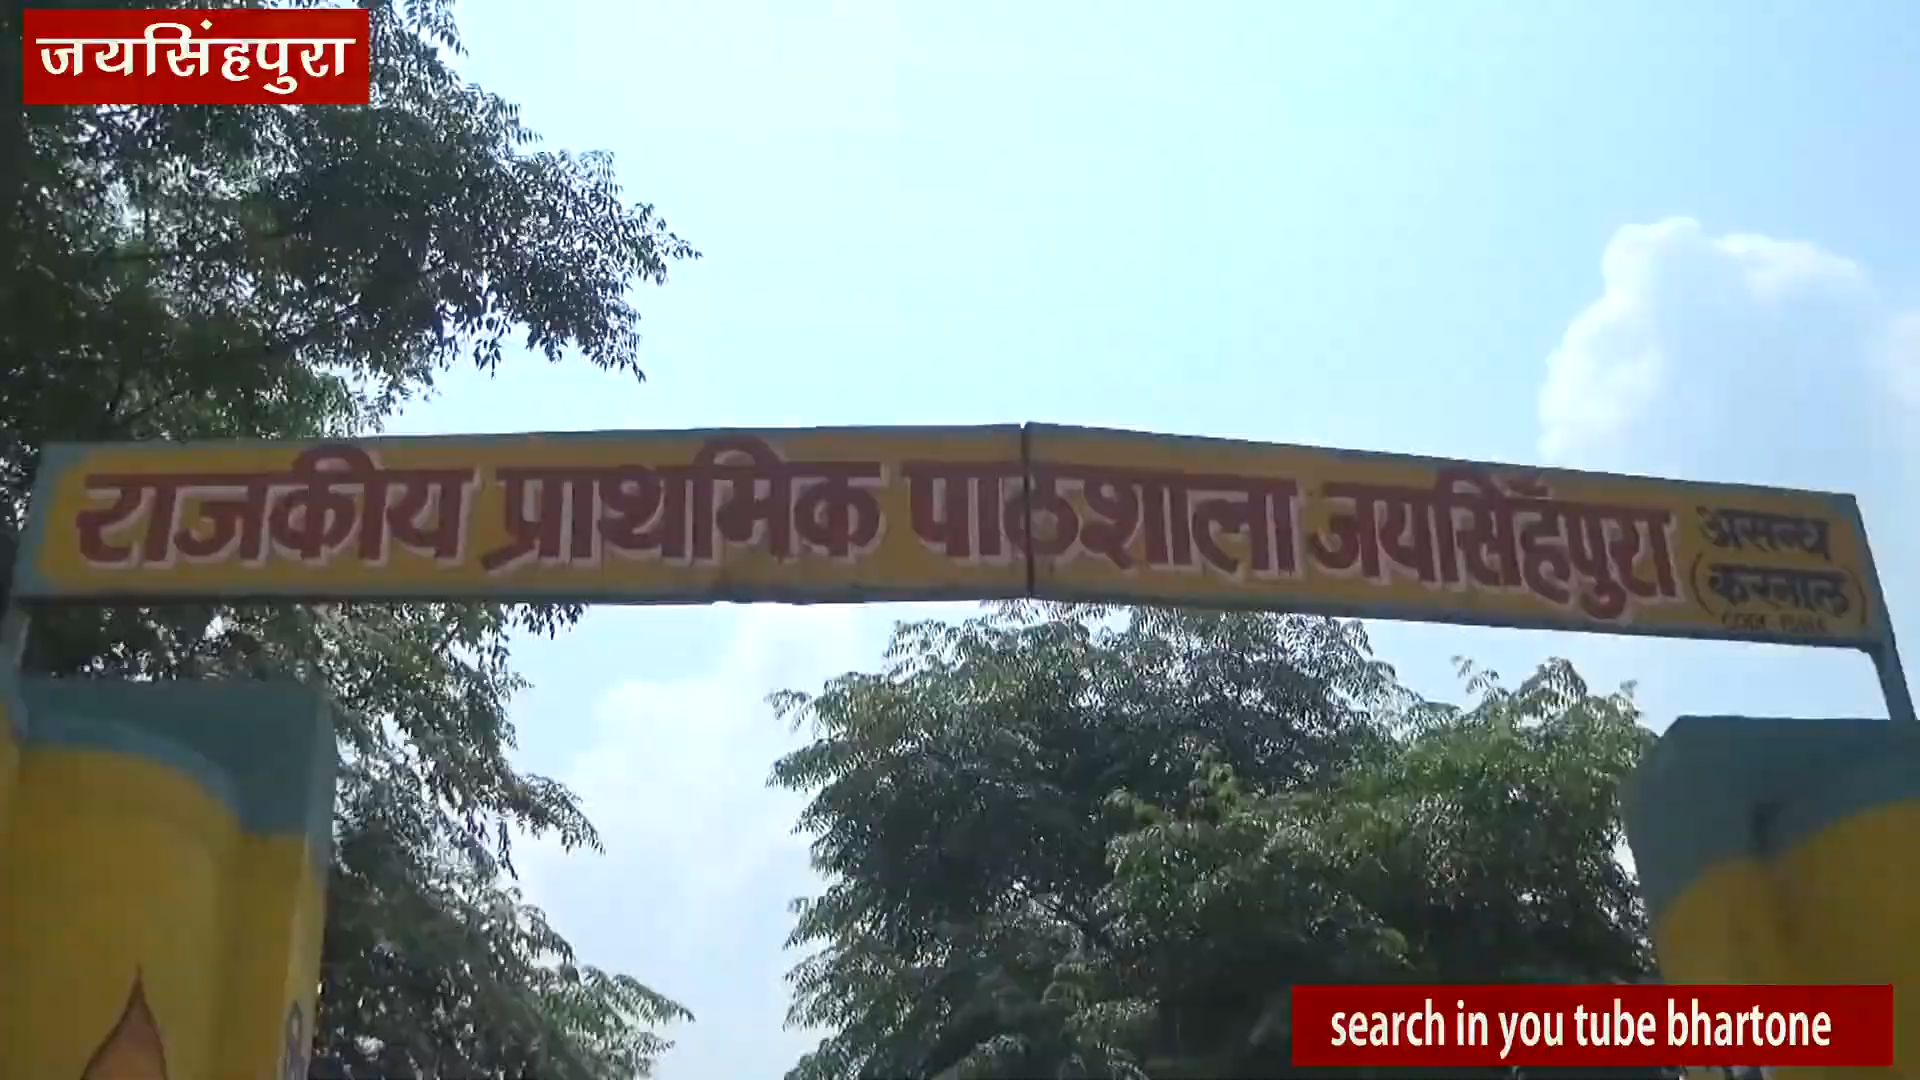 जयसिंहपुरा
राजकीय प्राथमिक पाठशाला जयसिँहपुरा
असन्ध
(करनाल)
search in you tube bhartone